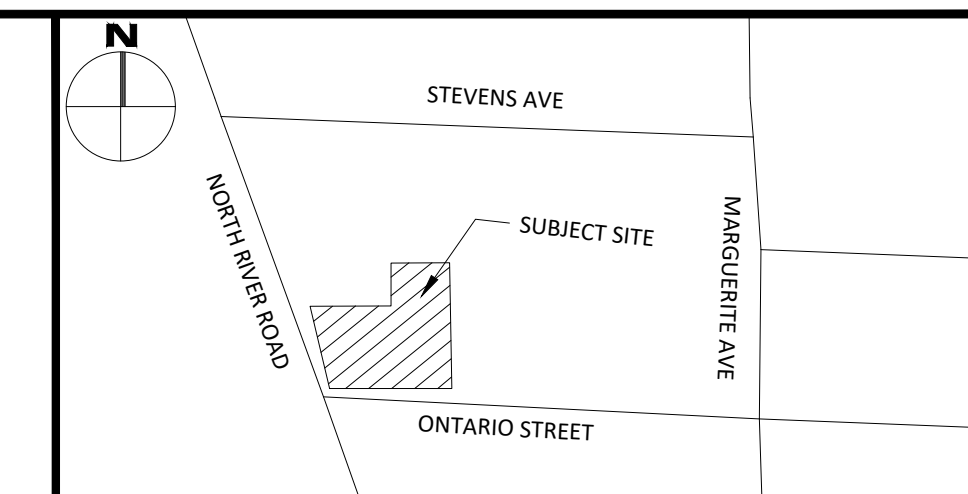 N
STEVENS AVE
NORTH RIVER ROAD
SUBJECT SITE
MARGUERITE AVE
ONTARIO STREET